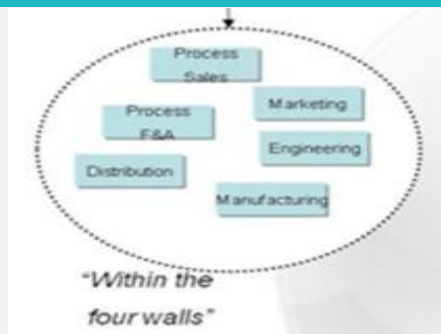 Process
Sales
Marketing
Process
F&A
Engineering
Distribution
Manufacturing
"Within the
four walls"